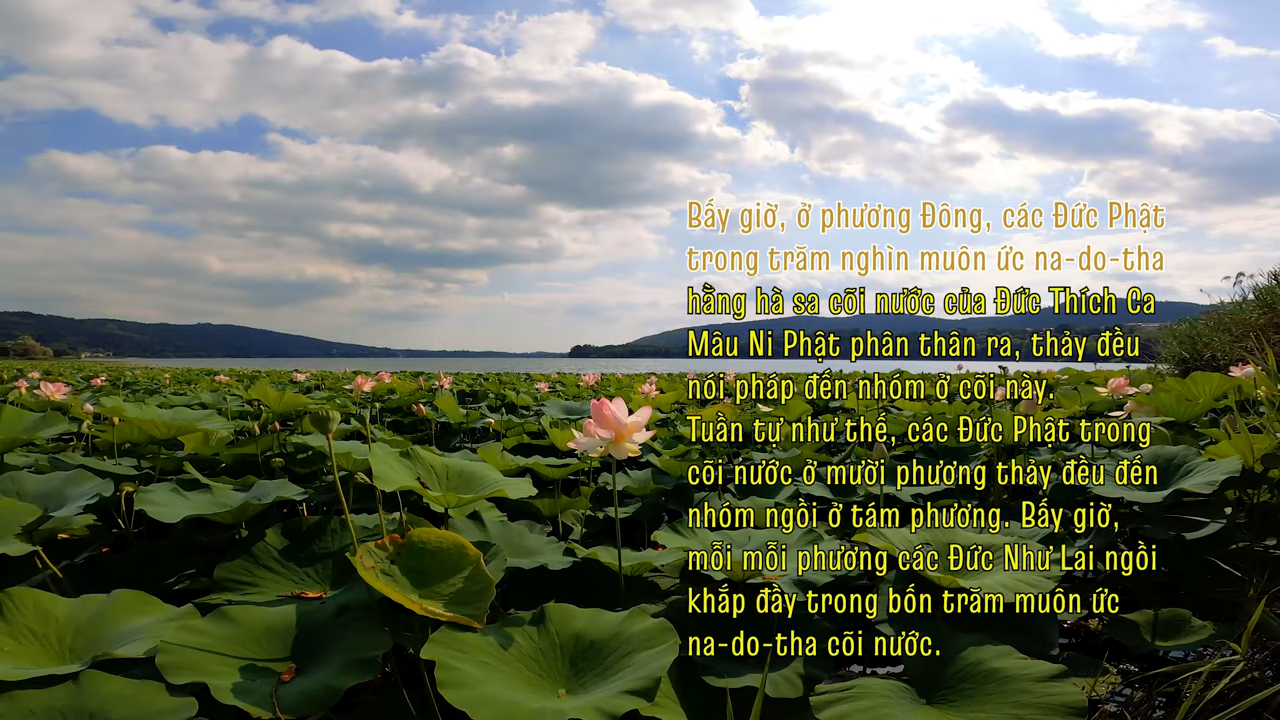 Bấy giờ, ở phương Đông, các Đức Phật
trong trăm nghìn muôn ức na-do-tha
hằng hà sa cõi nước của Đức Thích Ca
Mâu Ni Phật phân thân ra, thảy đều
nói pháp đến nhóm ở cõi này.
Tuần tự như thế, các Đức Phật trong
cõi nước ở mười phương thảy đều đến
nhóm ngồi ở tám phương. Bấy giờ,
mỗi mỗi phương các Đức Như Lai ngồi
khắp đầy trong bốn trăm muôn ức
na-do-tha cõi nước.